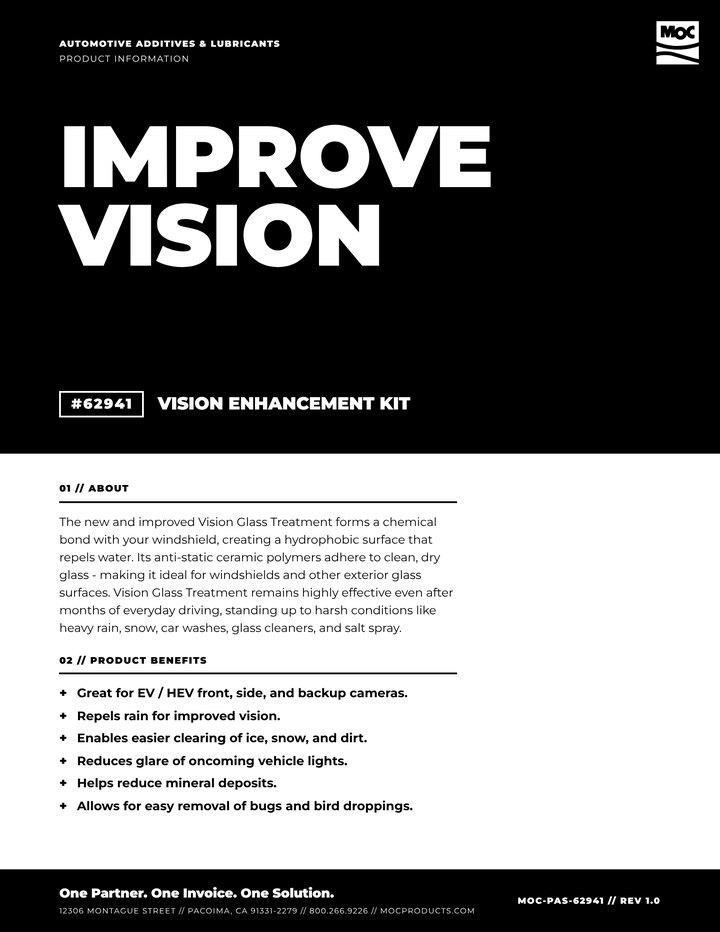 AUTOMOTIVE ADDITIVES & LUBRICANTS
PRODUCT INFORMATION
MOC
IMPROVE
VISION
#62941 VISION ENHANCEMENT KIT
01 // ABOUT
The new and improved Vision Glass Treatment forms a chemical
bond with your windshield, creating a hydrophobic surface that
repels water. Its anti-static ceramic polymers adhere to clean, dry
glass - making it ideal for windshields and other exterior glass
surfaces. Vision Glass Treatment remains highly effective even after
months of everyday driving, standing up to harsh conditions like
heavy rain, snow, car washes, glass cleaners, and salt spray.
02 // PRODUCT BENEFITS
+ Great for EV / HEV front, side, and backup cameras.
+ Repels rain for improved vision.
+ Enables easier clearing of ice, snow, and dirt.
+ Reduces glare of oncoming vehicle lights.
+ Helps reduce mineral deposits.
+ Allows for easy removal of bugs and bird droppings.
One Partner. One Invoice. One Solution.
12306 MONTAGUE STREET // PACOIMA, CA 91331-2279 // 800.266.9226 // MOCPRODUCTS.COM
MOC-PAS-62941 // REV 1.0